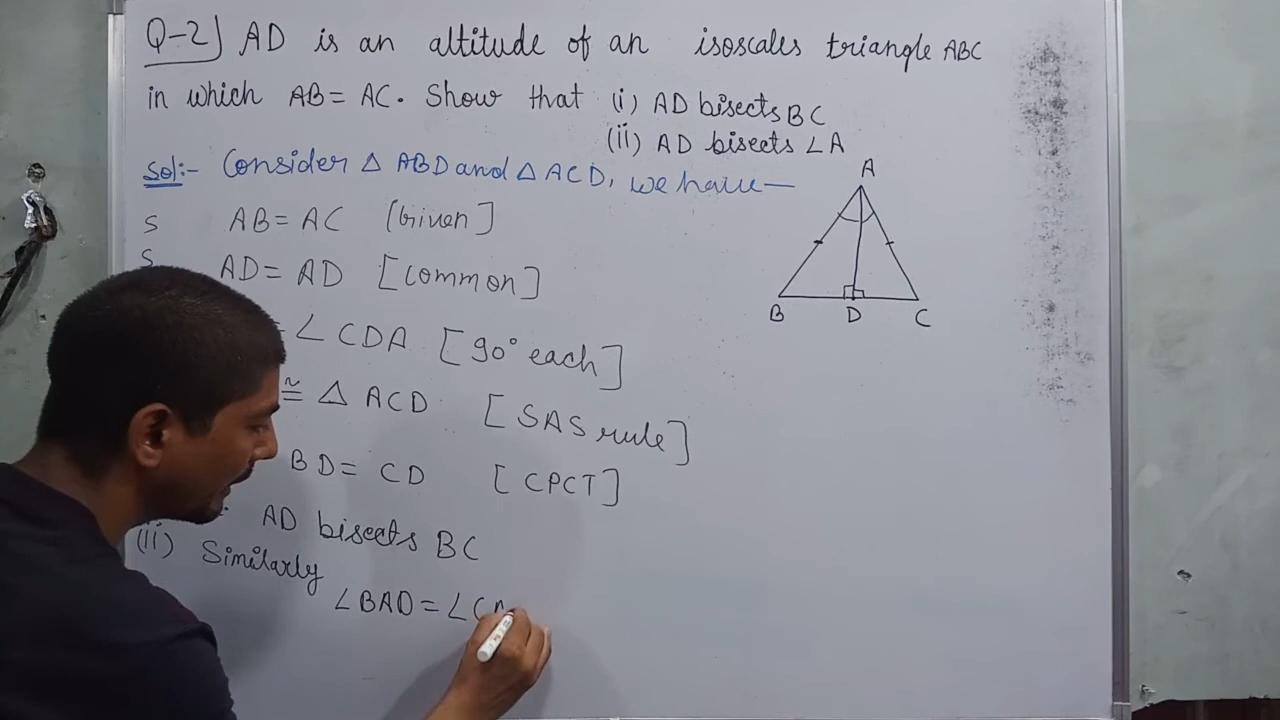 Q-2) AD is an altitude of an isoscales triangle ABC
in which AB = AC. Show that (i) AD bisects BC
(ii) AD bisects ∠A
Sol:- Consider △ ABD and △ ACD, we have—
S AB = AC [Given]
S AD = AD [common]
= ∠CDA [90° each]
≅ △ ACD [SAS rule]
BD = CD [CPCT]
AD bisects BC
(ii) Similarly
∠BAD = ∠CA
A
B D C